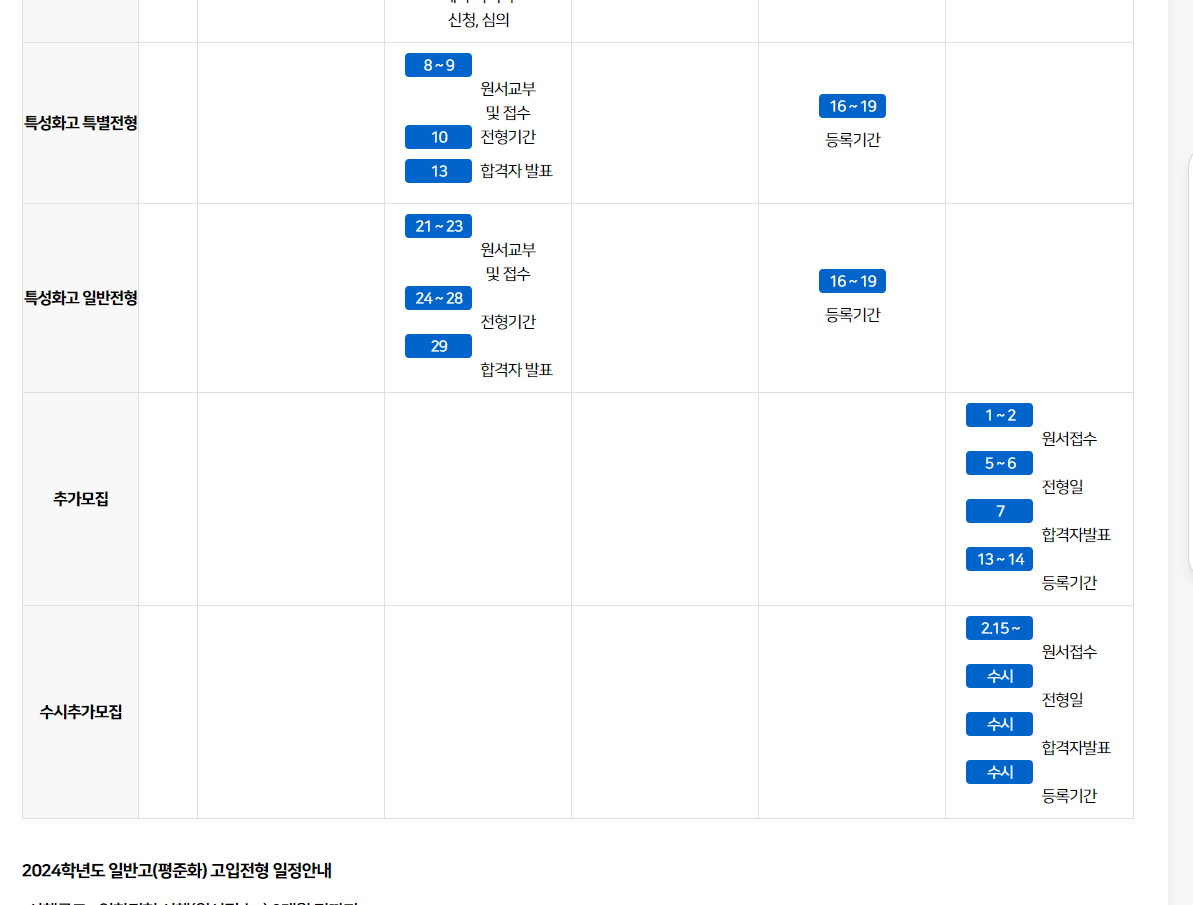 신청, 심의
특성화고 특별전형
8 ~ 9
원서교부
및 접수
10 전형기간
13 합격자 발표
16 ~ 19
등록기간
특성화고 일반전형
21 ~ 23
원서교부
및 접수
24 ~ 28
전형기간
29
합격자 발표
16 ~ 19
등록기간
추가모집
1 ~ 2
원서접수
5 ~ 6
전형일
7
합격자발표
13 ~ 14
등록기간
수시추가모집
2.15 ~
원서접수
수시
전형일
수시
합격자발표
수시
등록기간
2024학년도 일반고(평준화) 고입전형 일정안내